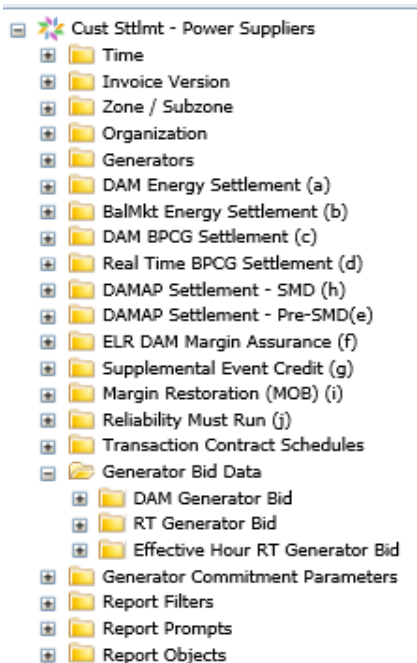 Cust Sttlmt - Power Suppliers
Time
Invoice Version
Zone / Subzone
Organization
Generators
DAM Energy Settlement (a)
BalMkt Energy Settlement (b)
DAM BPCG Settlement (c)
Real Time BPCG Settlement (d)
DAMAP Settlement - SMD (h)
DAMAP Settlement - Pre-SMD(e)
ELR DAM Margin Assurance (f)
Supplemental Event Credit (g)
Margin Restoration (MOB) (i)
Reliability Must Run (j)
Transaction Contract Schedules
Generator Bid Data
DAM Generator Bid
RT Generator Bid
Effective Hour RT Generator Bid
Generator Commitment Parameters
Report Filters
Report Prompts
Report Objects